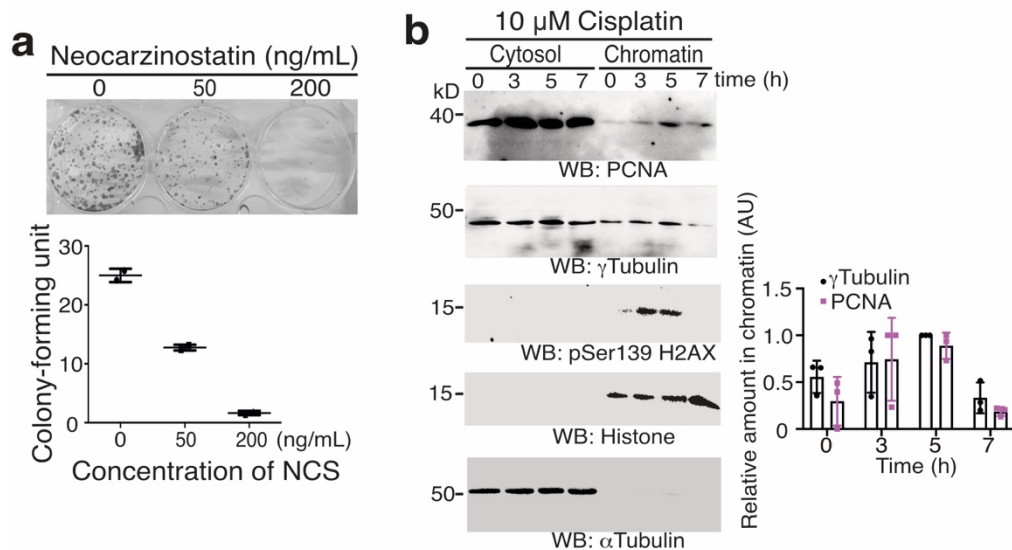 a
Neocarzinostatin (ng/mL)
0 50 200
30
20
10
0
Colony-forming unit
0 50 200 (ng/mL)
Concentration of NCS
b
10 µM Cisplatin
Cytosol Chromatin
0 3 5 7 0 3 5 7 time (h)
kD
40
WB: PCNA
50
WB: γTubulin
15
WB: pSer139 H2AX
15
WB: Histone
50
WB: αTubulin
Relative amount in chromatin (AU)
γTubulin
PCNA
1.5
1.0
0.5
0
0 3 5 7
Time (h)